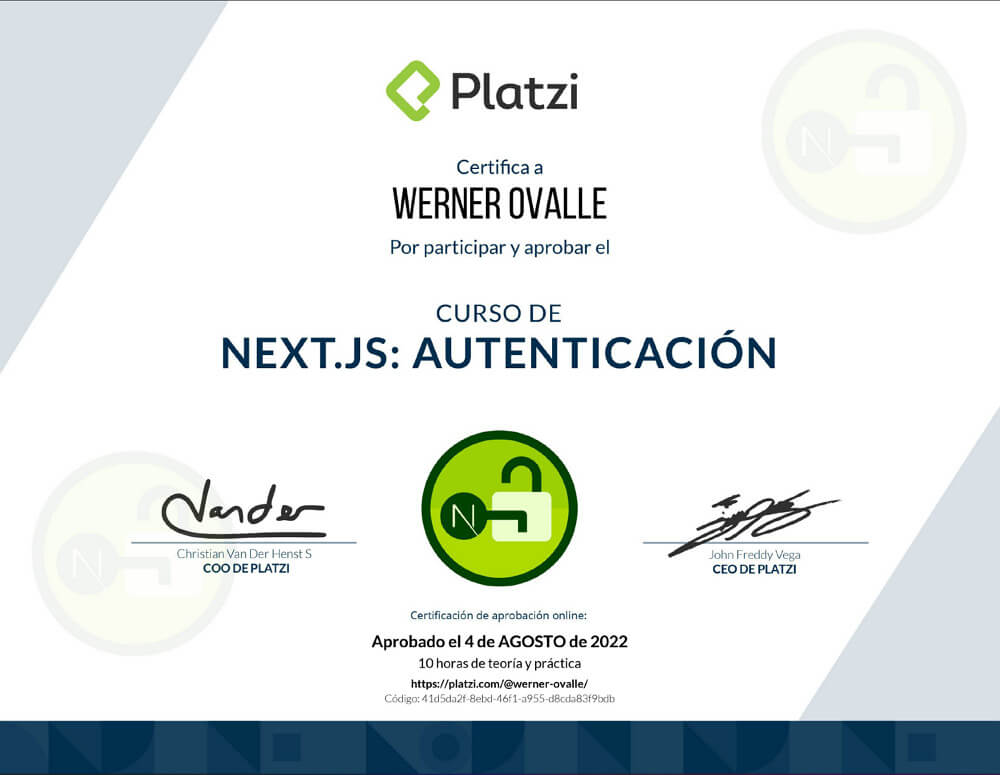 Platzi
Certifica a
WERNER OVALLE
Por participar y aprobar el
CURSO DE
NEXT.JS: AUTENTICACIÓN
N
N
N
Vander
Christian Van Der Henst S
COO DE PLATZI
John Freddy Vega
CEO DE PLATZI
Certificación de aprobación online:
Aprobado el 4 de AGOSTO de 2022
10 horas de teoría y práctica
https://platzi.com/@werner-ovalle/
Código: 41d5da2f-8ebd-46f1-a955-d8cda83f9bdb